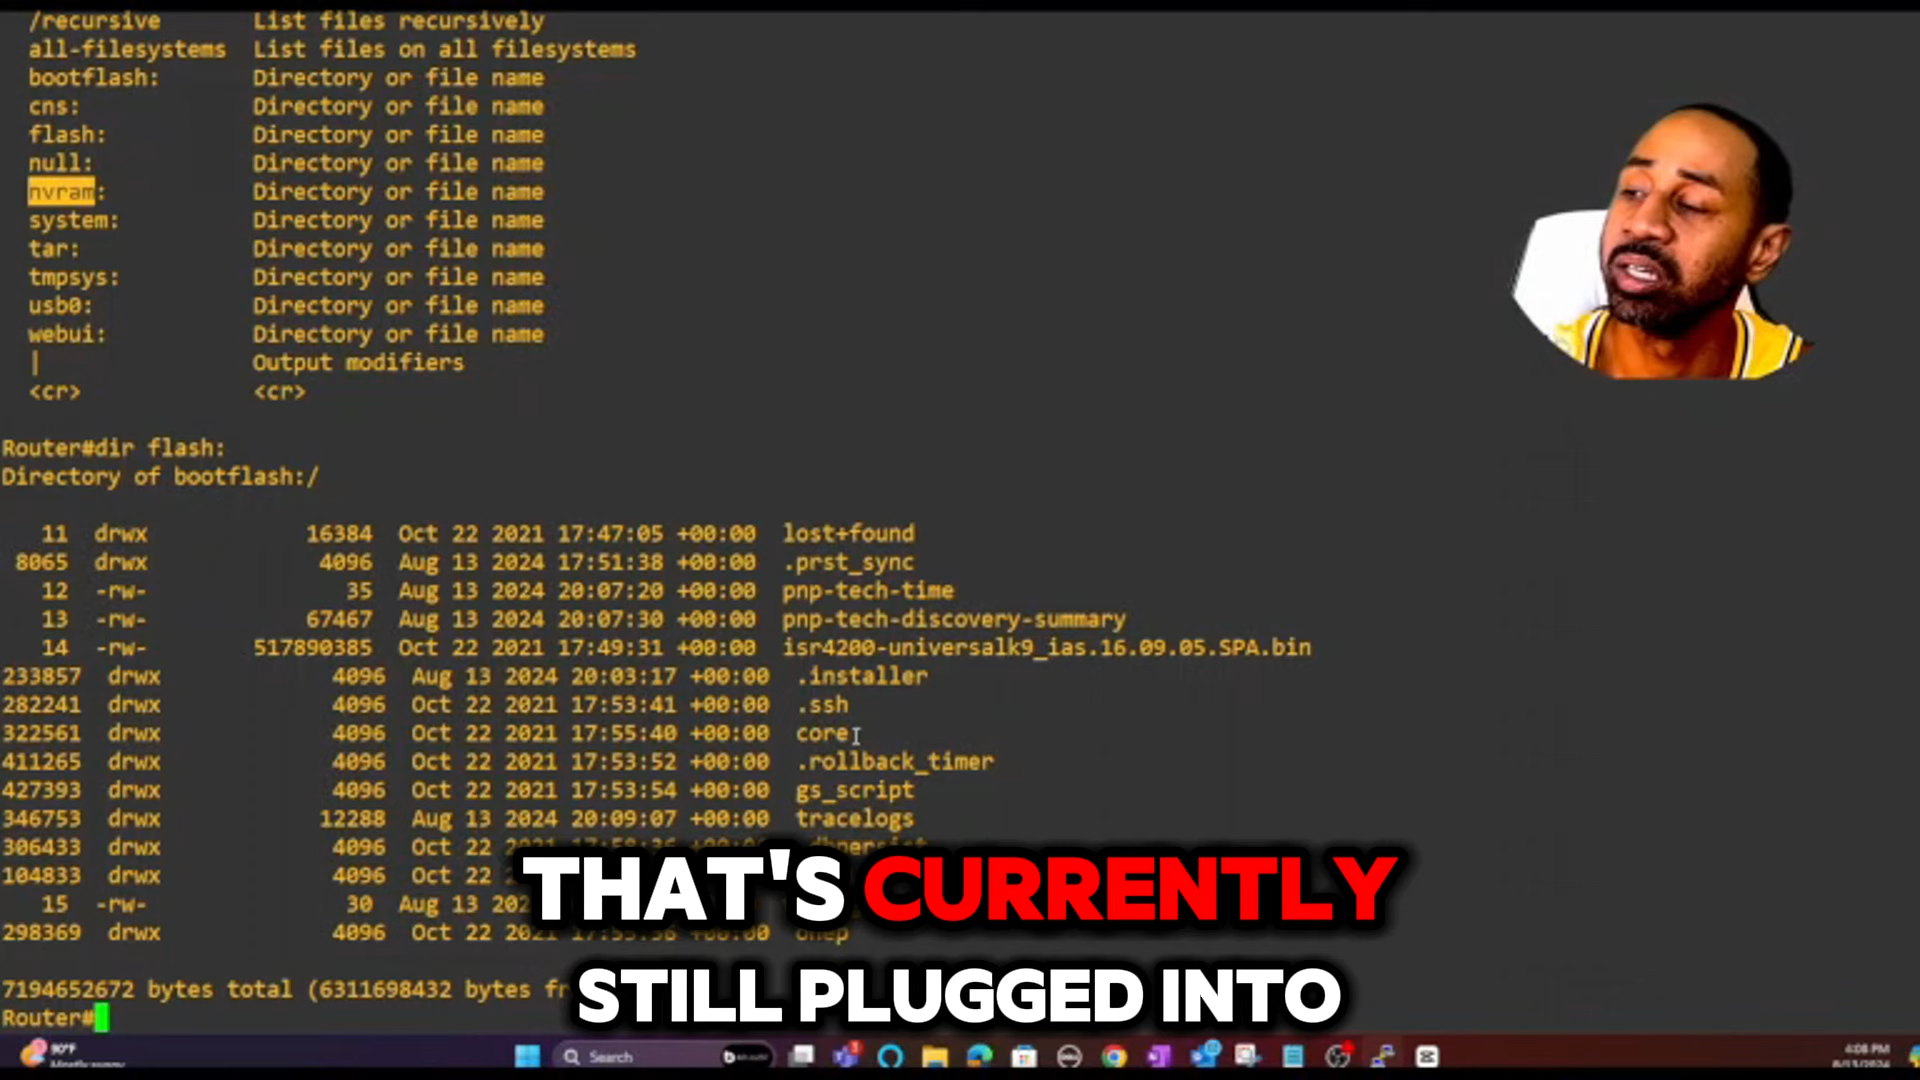 /recursive List files recursively
all-filesystems List files on all filesystems
bootflash: Directory or file name
cns: Directory or file name
flash: Directory or file name
null: Directory or file name
nvram: Directory or file name
system: Directory or file name
tar: Directory or file name
tmpsys: Directory or file name
usb0: Directory or file name
webui: Directory or file name
| Output modifiers
<cr> <cr>
Router#dir flash:
Directory of bootflash:/
11 drwx 16384 Oct 22 2021 17:47:05 +00:00 lost+found
8065 drwx 4096 Aug 13 2024 17:51:38 +00:00 .prst_sync
12 -rw- 35 Aug 13 2024 20:07:20 +00:00 pnp-tech-time
13 -rw- 67467 Aug 13 2024 20:07:30 +00:00 pnp-tech-discovery-summary
14 -rw- 517890385 Oct 22 2021 17:49:31 +00:00 isr4200-universalk9_ias.16.09.05.SPA.bin
233857 drwx 4096 Aug 13 2024 20:03:17 +00:00 .installer
282241 drwx 4096 Oct 22 2021 17:53:41 +00:00 .ssh
322561 drwx 4096 Oct 22 2021 17:55:40 +00:00 core
411265 drwx 4096 Oct 22 2021 17:53:52 +00:00 .rollback_timer
427393 drwx 4096 Oct 22 2021 17:53:54 +00:00 gs_script
346753 drwx 12288 Aug 13 2024 20:09:07 +00:00 tracelogs
306433 drwx 4096 Oct 22
104833 drwx 4096 Oct 22
15 -rw- 30 Aug 13
298369 drwx 4096 Oct 22
THAT'S CURRENTLY
STILL PLUGGED INTO
7194652672 bytes total (6311698432 bytes
Router#
90°F
Search
4:08 PM
8/13/2024